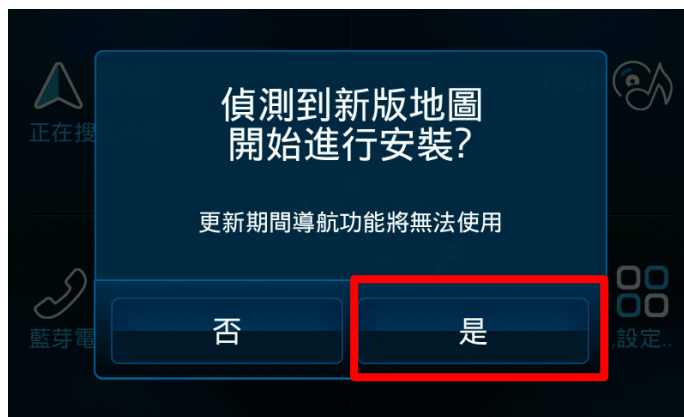 偵測到新版地圖
開始進行安裝?
正在搜
更新期間導航功能將無法使用
否
是
藍芽電
設定..